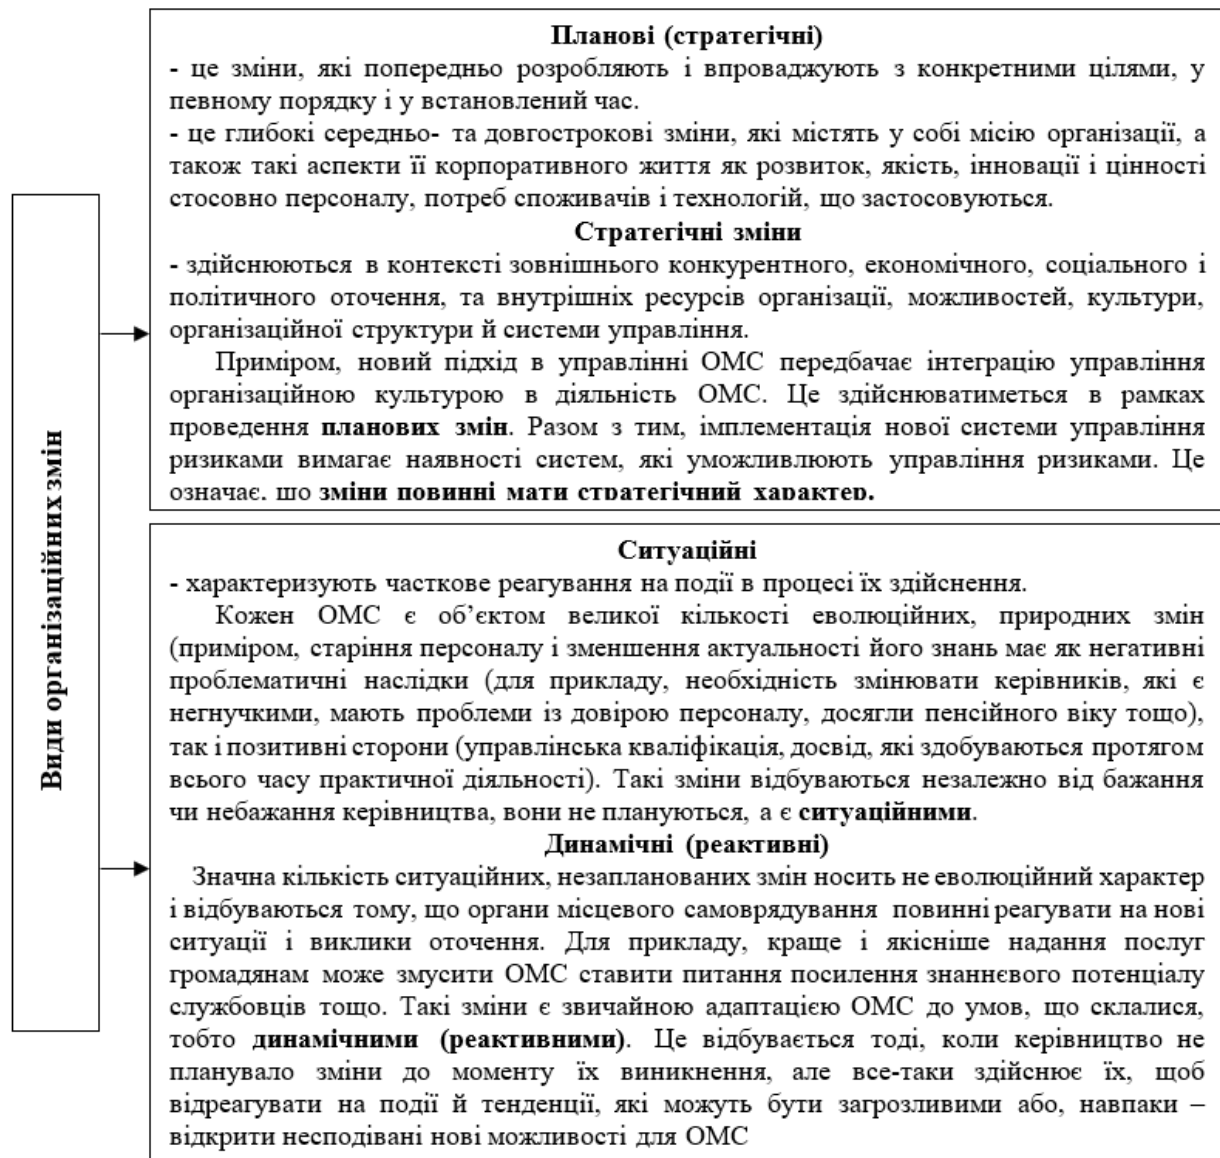 Види організаційних змін
Планові (стратегічні)
- це зміни, які попередньо розробляють і впроваджують з конкретними цілями, у
певному порядку і у встановлений час.
- це глибокі середньо- та довгострокові зміни, які містять у собі місію організації, а
також такі аспекти її корпоративного життя як розвиток, якість, інновації і цінності
стосовно персоналу, потреб споживачів і технологій, що застосовуються.
Стратегічні зміни
- здійснюються в контексті зовнішнього конкурентного, економічного, соціального і
політичного оточення, та внутрішніх ресурсів організації, можливостей, культури,
організаційної структури й системи управління.
Приміром, новий підхід в управлінні ОМС передбачає інтеграцію управління
організаційною культурою в діяльність ОМС. Це здійснюватиметься в рамках
проведення планових змін. Разом з тим, імплементація нової системи управління
ризиками вимагає наявності систем, які уможливлюють управління ризиками. Це
означає, що зміни повинні мати стратегічний характер.
Ситуаційні
- характеризують часткове реагування на події в процесі їх здійснення.
Кожен ОМС є об’єктом великої кількості еволюційних, природних змін
(приміром, старіння персоналу і зменшення актуальності його знань має як негативні
проблематичні наслідки (для прикладу, необхідність змінювати керівників, які є
негнучкими, мають проблеми із довірою персоналу, досягли пенсійного віку тощо),
так і позитивні сторони (управлінська кваліфікація, досвід, які здобуваються протягом
всього часу практичної діяльності). Такі зміни відбуваються незалежно від бажання
чи небажання керівництва, вони не плануються, а є ситуаційними.
Динамічні (реактивні)
Значна кількість ситуаційних, незапланованих змін носить не еволюційний характер
і відбуваються тому, що органи місцевого самоврядування повинні реагувати на нові
ситуації і виклики оточення. Для прикладу, краще і якісніше надання послуг
громадянам може змусити ОМС ставити питання посилення знаннєвого потенціалу
службовців тощо. Такі зміни є звичайною адаптацією ОМС до умов, що склалися,
тобто динамічними (реактивними). Це відбувається тоді, коли керівництво не
планувало зміни до моменту їх виникнення, але все-таки здійснює їх, щоб
відреагувати на події й тенденції, які можуть бути загрозливими або, навпаки –
відкрити несподівані нові можливості для ОМС